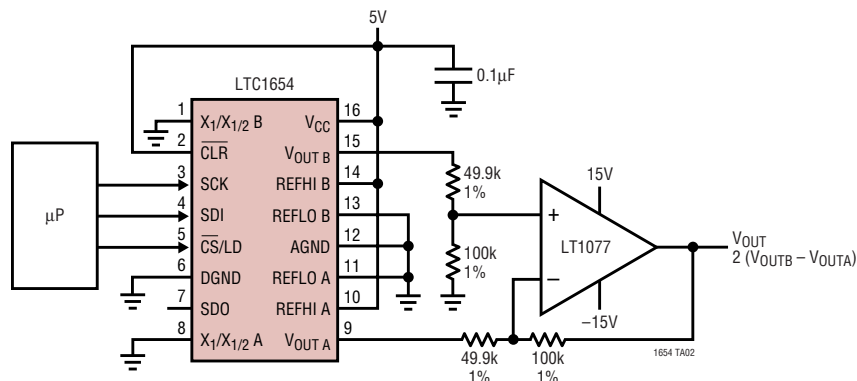 5V
0.1μF
LTC1654
1 X1/X1/2 B
2 CLR
3 SCK
4 SDI
5 CS/LD
6 DGND
7 SDO
8 X1/X1/2 A
VCC 16
VOUT B 15
REFHI B 14
REFLO B 13
AGND 12
REFLO A 11
REFHI A 10
VOUT A 9
μP
49.9k
1%
100k
1%
15V
+
LT1077
−
−15V
VOUT
2 (VOUTB – VOUTA)
49.9k
1%
100k
1%
1654 TA02